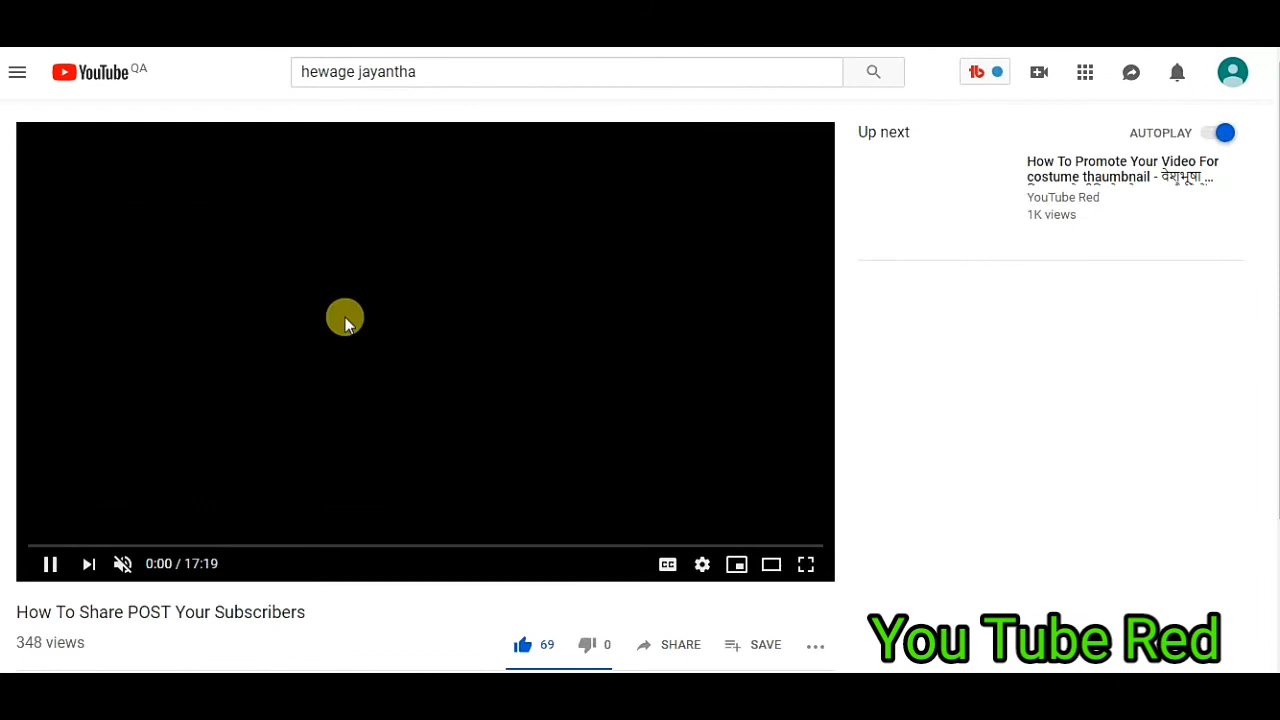 YouTube QA
hewage jayantha
Up next
AUTOPLAY
How To Promote Your Video For
costume thaumbnail - देशभूषा ...
YouTube Red
1K views
CC
0:00 / 17:19
How To Share POST Your Subscribers
348 views
69
0
SHARE
SAVE
You Tube Red